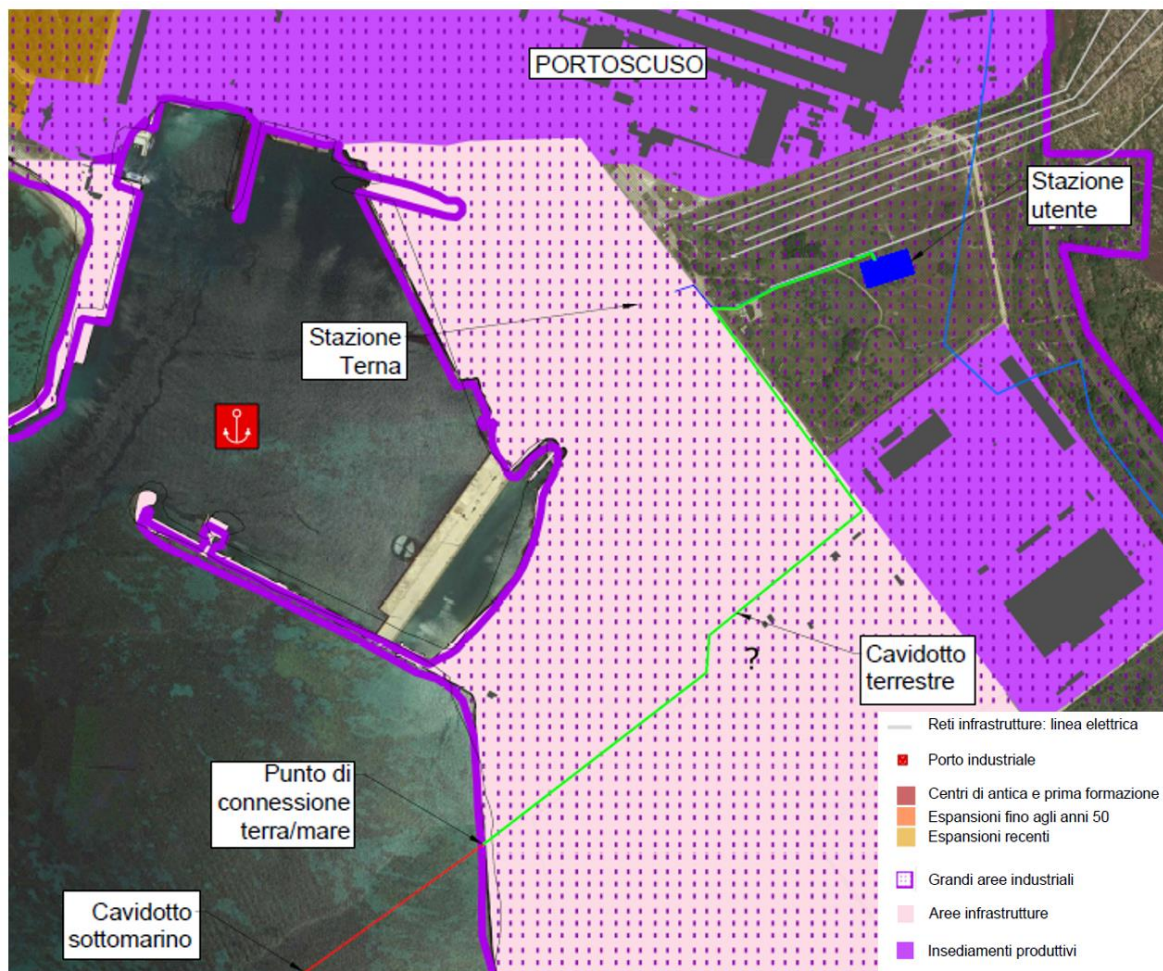 PORTOSCUSO
Stazione
utente
Stazione
Terna
?
Cavidotto
terrestre
Punto di
connessione
terra/mare
Cavidotto
sottomarino
Reti infrastrutture: linea elettrica
Porto industriale
Centri di antica e prima formazione
Espansioni fino agli anni 50
Espansioni recenti
Grandi aree industriali
Aree infrastrutture
Insediamenti produttivi